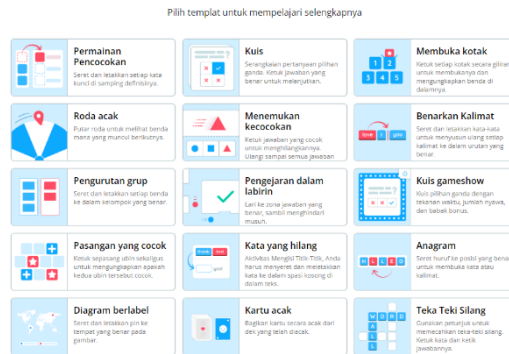 Pilih templat untuk mempelajari selengkapnya
Permainan
Pencocokan
Seret dan letakkan setiap kata
kunci di samping definisinya.
Kuis
Serangkaian pertanyaan pilihan
ganda. Ketuk jawaban yang
benar untuk melanjutkan.
Membuka kotak
Ketuk setiap kotak secara giliran
untuk membukanya dan
mengungkapkan benda di
dalamnya.
1 2
3 4 5
Roda acak
Putar roda untuk melihat benda
mana yang muncul berikutnya.
Menemukan
kecocokan
Ketuk jawaban yang cocok
untuk menghilangkannya.
Ulangi sampai semua jawaban
Benarkan Kalimat
Seret dan letakkan kata-kata
untuk menyusun ulang setiap
kalimat ke dalam urutan yang
benar.
love I you
Pengurutan grup
Seret dan letakkan setiap benda
ke dalam kelompok yang benar.
Pengejaran dalam
labirin
Lari ke zona jawaban yang
benar, sambil menghindari
musuh.
Kuis gameshow
Kuis pilihan ganda dengan
tekanan waktu, jumlah nyawa,
dan babak bonus.
Pasangan yang cocok
Ketuk sepasang ubin sekaligus
untuk mengungkapkan apakah
kedua ubin tersebut cocok.
Kata yang hilang
Aktivitas Mengisi Titik-Titik, Anda
harus menyeret dan meletakkan
kata ke dalam spasi kosong di
dalam teks.
Anagram
Seret huruf ke posisi yang benar
untuk membuka kata atau
kalimat.
Diagram berlabel
Seret dan letakkan pin ke
tempat yang benar pada
gambar.
Kartu acak
Bagikan kartu secara acak dari
dek yang telah diacak.
Teka Teki Silang
Gunakan petunjuk untuk
memecahkan teka-teki silang.
Ketuk kata dan ketik
jawabannya.